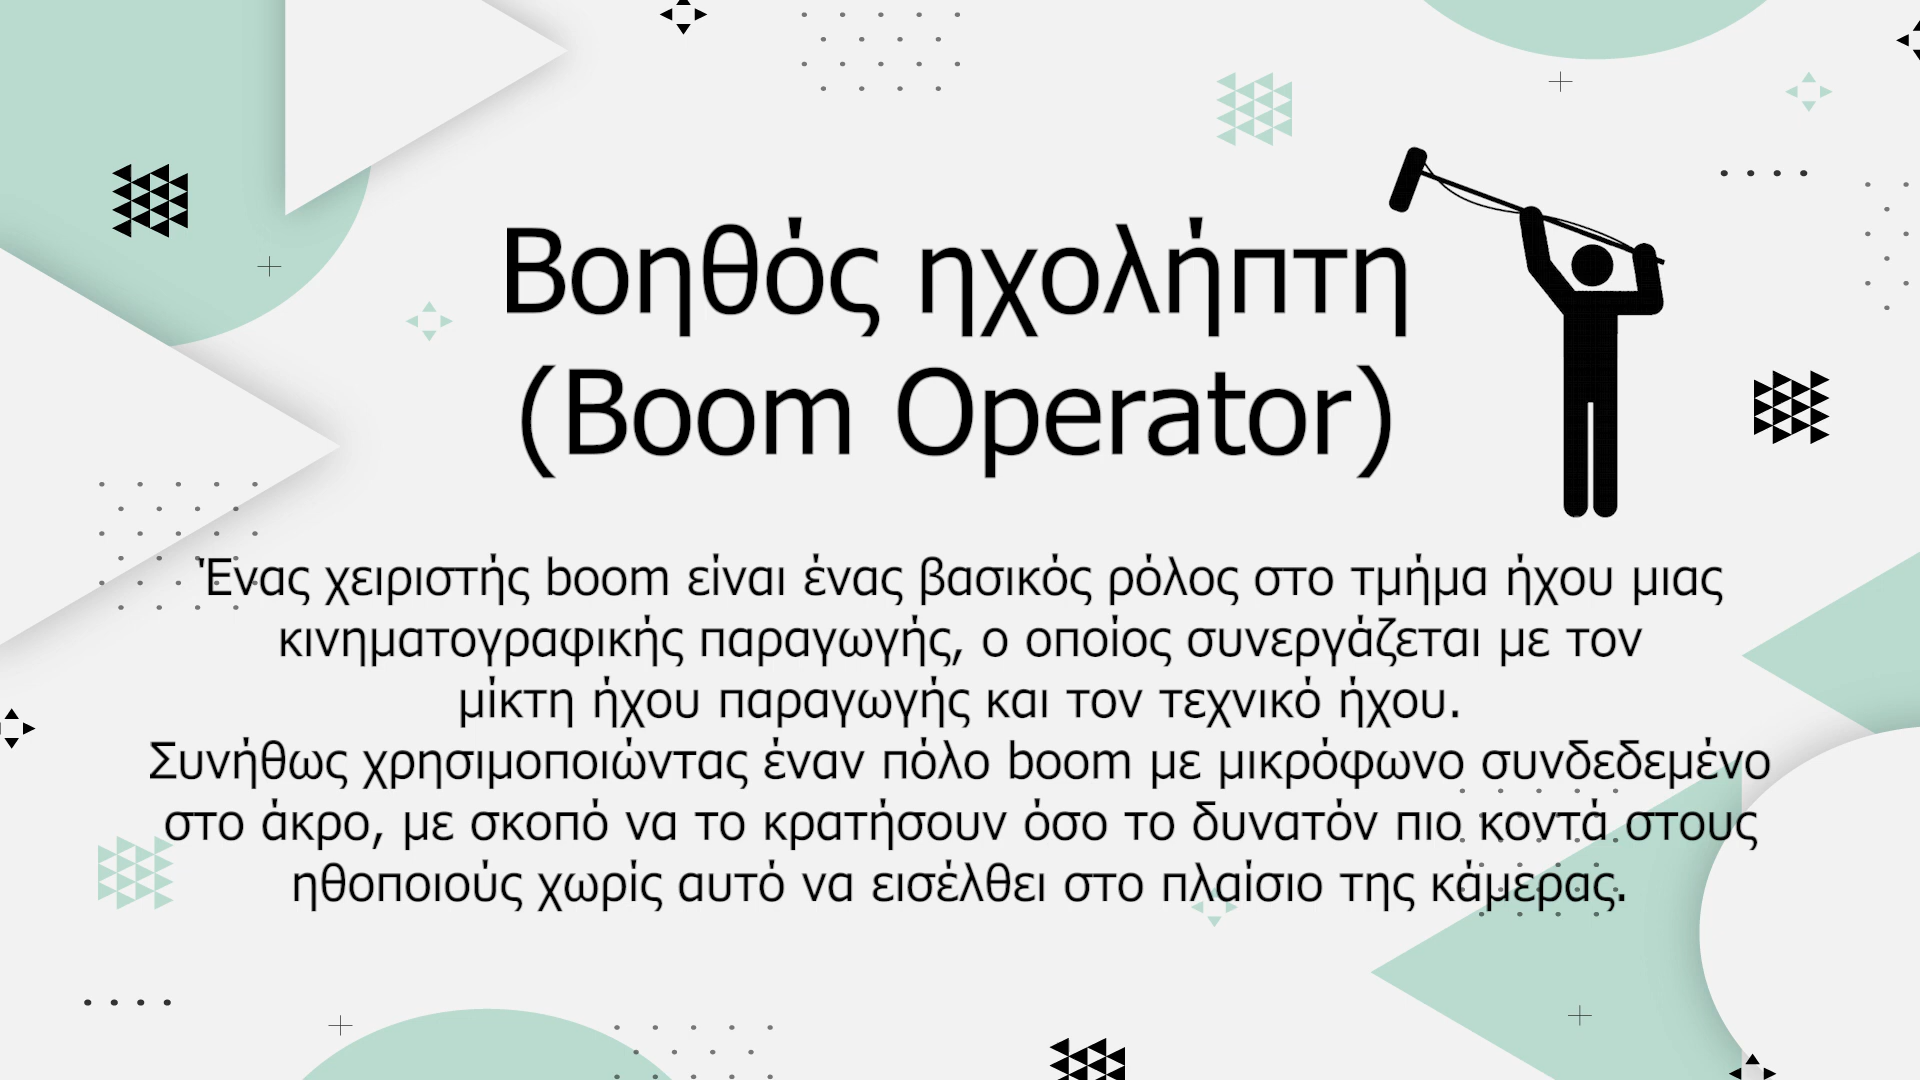 Βοηθός ηχολήπτη
(Boom Operator)
Ένας χειριστής boom είναι ένας βασικός ρόλος στο τμήμα ήχου μιας
κινηματογραφικής παραγωγής, ο οποίος συνεργάζεται με τον
μίκτη ήχου παραγωγής και τον τεχνικό ήχου.
Συνήθως χρησιμοποιώντας έναν πόλο boom με μικρόφωνο συνδεδεμένο
στο άκρο, με σκοπό να το κρατήσουν όσο το δυνατόν πιο κοντά στους
ηθοποιούς χωρίς αυτό να εισέλθει στο πλαίσιο της κάμερας.